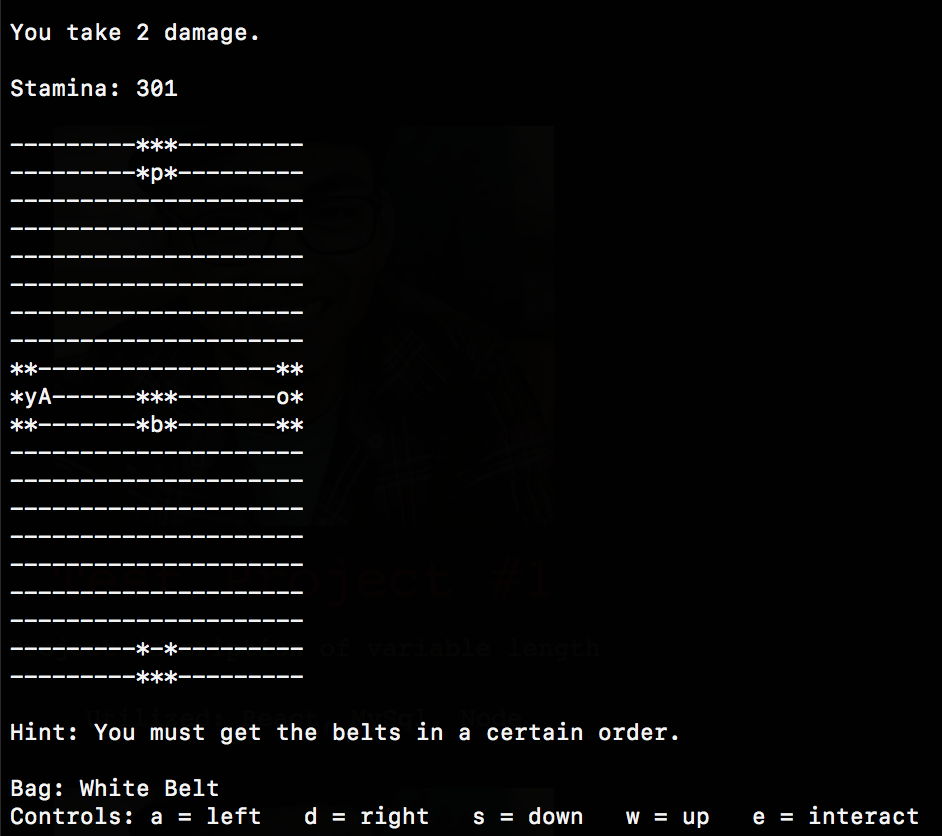 You take 2 damage.
Stamina: 301
---------***---------
---------*p*---------
---------------------
---------------------
---------------------
---------------------
---------------------
---------------------
**-----------------**
*yA------***-------o*
**-------*b*-------**
---------------------
---------------------
---------------------
---------------------
---------------------
---------------------
---------------------
---------*-*---------
---------***---------
Hint: You must get the belts in a certain order.
Bag: White Belt
Controls: a = left   d = right   s = down   w = up   e = interact